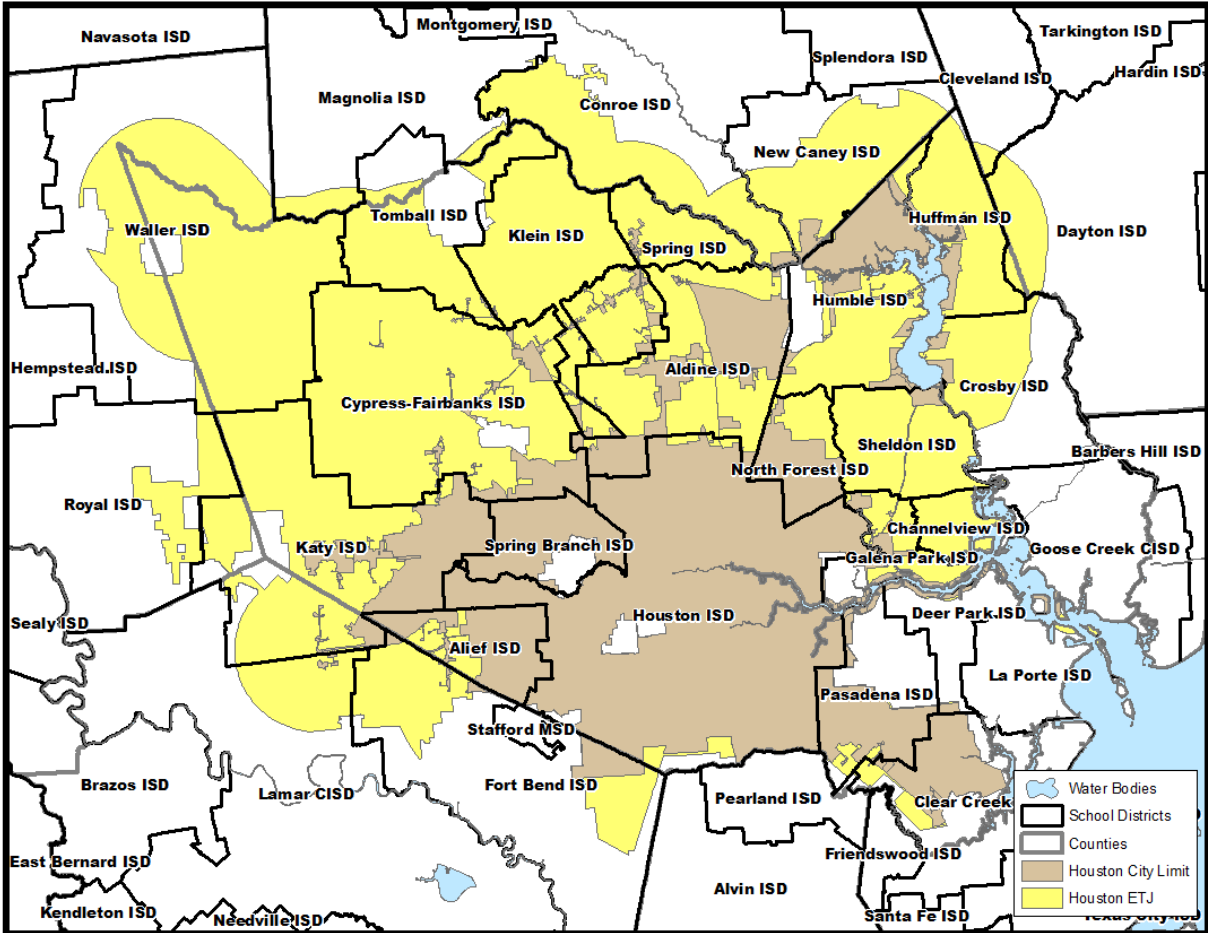 Montgomery ISD
Tarkington ISD
Navasota ISD
Splendora ISD
Cleveland ISD
Hardin ISD
Magnolia ISD
Conroe ISD
New Caney ISD
Tomball ISD
Huffman ISD
Waller ISD
Klein ISD
Dayton ISD
Spring ISD
Humble ISD
Hempstead ISD
Aldine ISD
Crosby ISD
Cypress-Fairbanks ISD
Sheldon ISD
Barbers Hill ISD
North Forest ISD
Royal ISD
Channelview ISD
Katy ISD
Spring Branch ISD
Goose Creek CISD
Galena Park ISD
Houston ISD
Deer Park ISD
Sealy ISD
Alief ISD
La Porte ISD
Pasadena ISD
Stafford MSD
Brazos ISD
Fort Bend ISD
Lamar CISD
Pearland ISD
Clear Creek
Friendswood ISD
East Bernard ISD
Alvin ISD
Kendleton ISD
Needville ISD
Santa Fe ISD
Texas City ISD
Water Bodies
School Districts
Counties
Houston City Limit
Houston ETJ